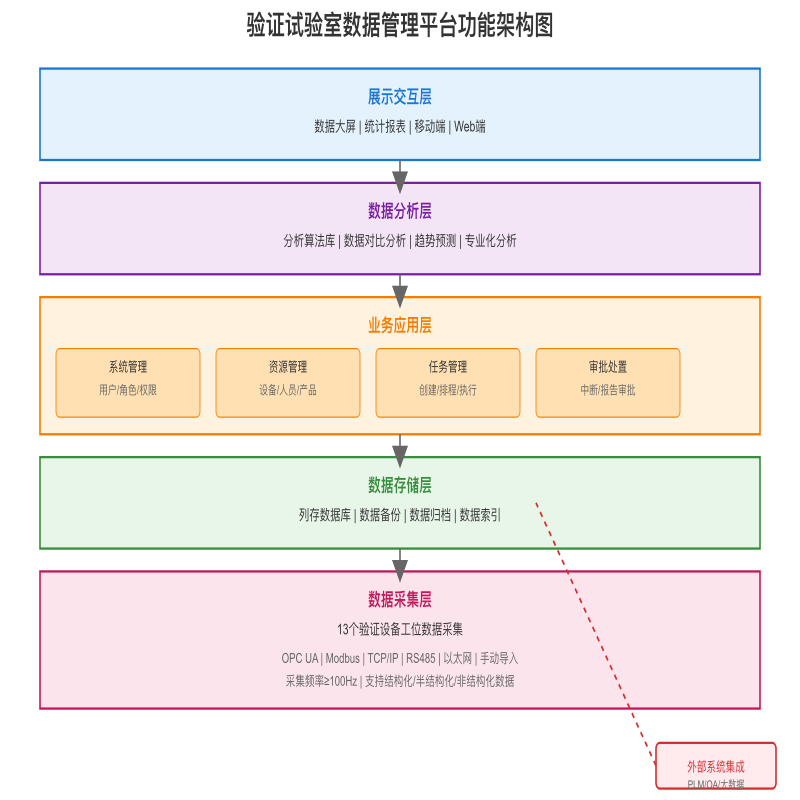 验证试验室数据管理平台功能架构图
展示交互层
数据大屏 | 统计报表 | 移动端 | Web端
数据分析层
分析算法库 | 数据对比分析 | 趋势预测 | 专业化分析
业务应用层
系统管理
用户/角色/权限
资源管理
设备/人员/产品
任务管理
创建/排程/执行
审批处置
中断/报告审批
数据存储层
列存数据库 | 数据备份 | 数据归档 | 数据索引
数据采集层
13个验证设备工位数据采集
OPC UA | Modbus | TCP/IP | RS485 | 以太网 | 手动导入
采集频率≥100Hz | 支持结构化/半结构化/非结构化数据
外部系统集成
PLM/OA/大数据